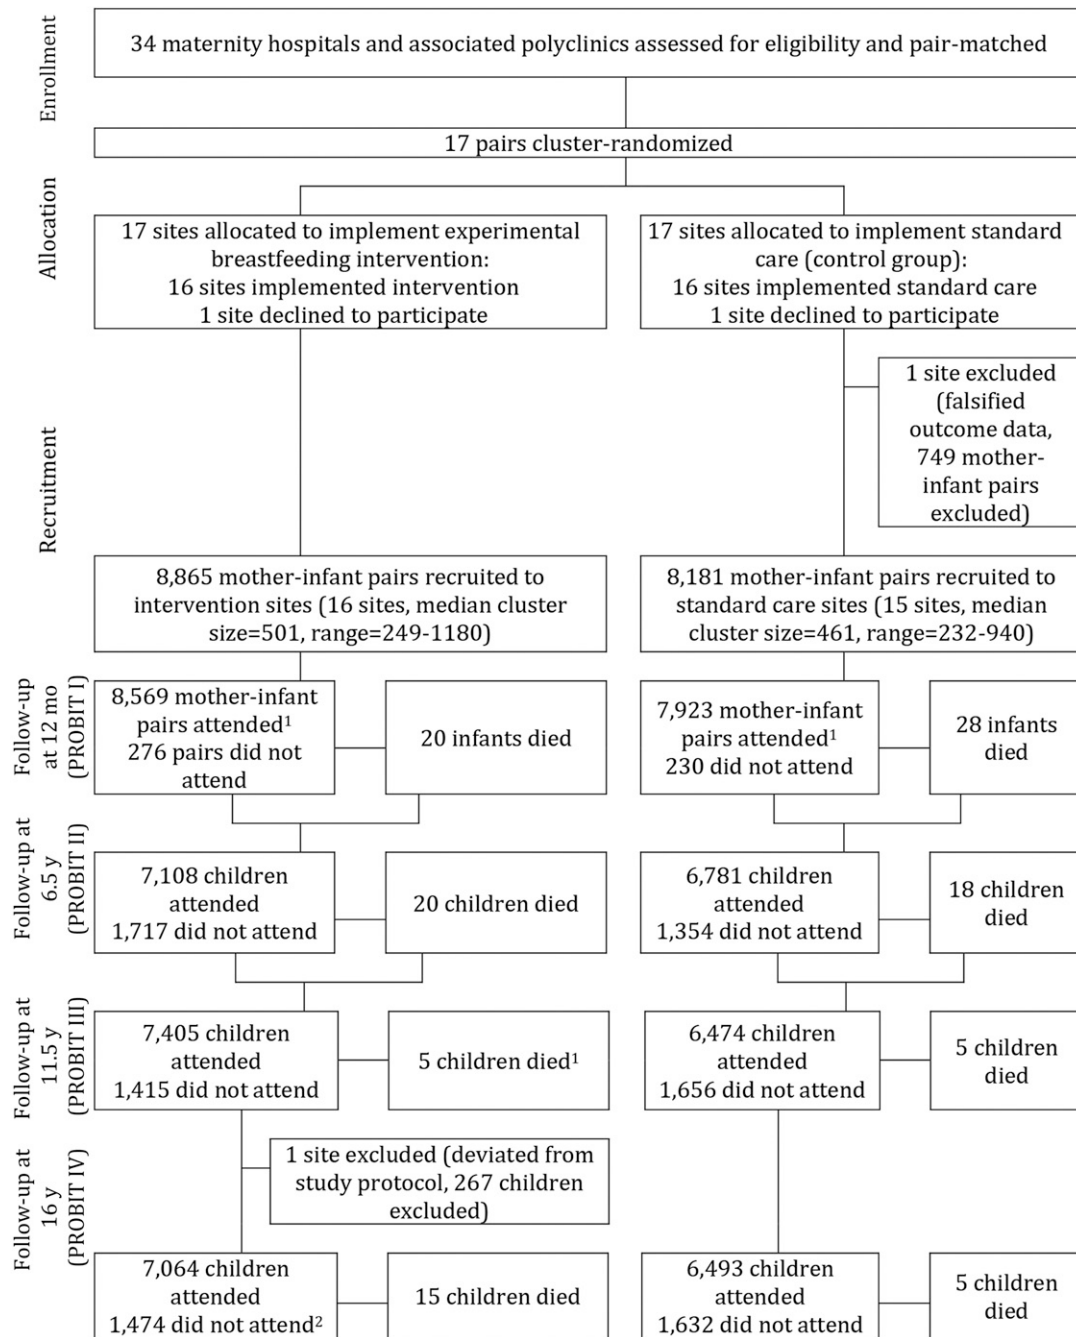 Enrollment
34 maternity hospitals and associated polyclinics assessed for eligibility and pair-matched
17 pairs cluster-randomized
Allocation
17 sites allocated to implement experimental
breastfeeding intervention:
16 sites implemented intervention
1 site declined to participate
17 sites allocated to implement standard
care (control group):
16 sites implemented standard care
1 site declined to participate
Recruitment
1 site excluded
(falsified
outcome data,
749 mother-
infant pairs
excluded)
8,865 mother-infant pairs recruited to
intervention sites (16 sites, median cluster
size=501, range=249-1180)
8,181 mother-infant pairs recruited to
standard care sites (15 sites, median
cluster size=461, range=232-940)
Follow-up
at 12 mo
(PROBIT I)
8,569 mother-infant
pairs attended¹
276 pairs did not
attend
20 infants died
7,923 mother-infant
pairs attended¹
230 did not attend
28 infants
died
Follow-up at
6.5 y
(PROBIT II)
7,108 children
attended
1,717 did not attend
20 children died
6,781 children
attended
1,354 did not attend
18 children
died
Follow-up at
11.5 y
(PROBIT III)
7,405 children
attended
1,415 did not attend
5 children died¹
6,474 children
attended
1,656 did not attend
5 children
died
Follow-up at
16 y
(PROBIT IV)
1 site excluded (deviated from
study protocol, 267 children
excluded)
7,064 children
attended
1,474 did not attend²
15 children died
6,493 children
attended
1,632 did not attend
5 children
died